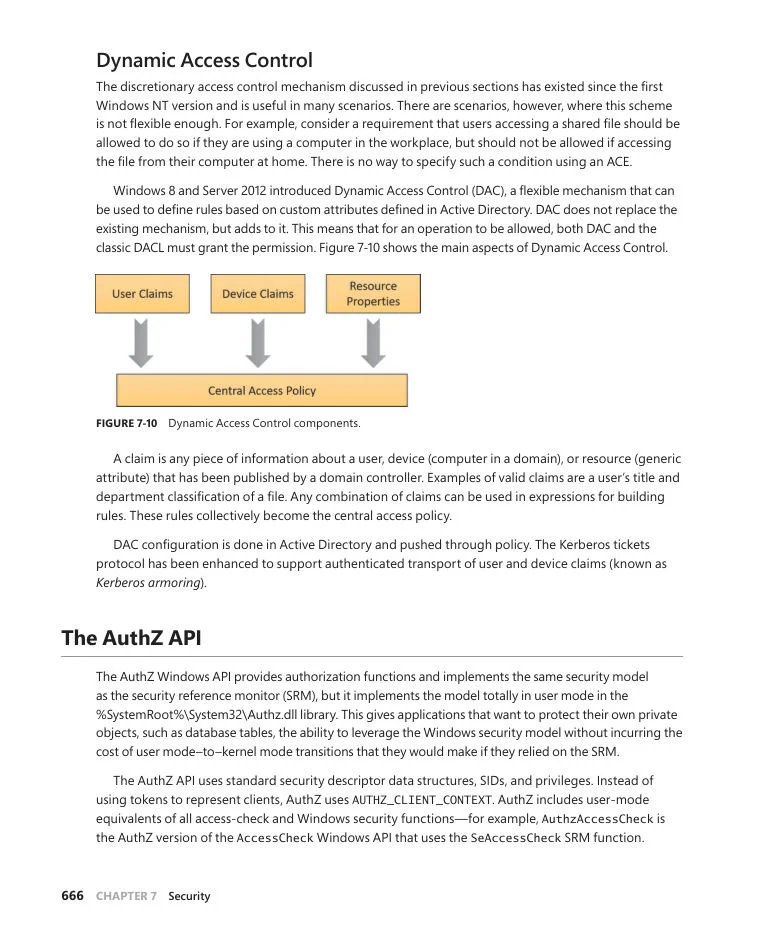 Dynamic Access Control
The discretionary access control mechanism discussed in previous sections has existed since the first
Windows NT version and is useful in many scenarios. There are scenarios, however, where this scheme
is not flexible enough. For example, consider a requirement that users accessing a shared file should be
allowed to do so if they are using a computer in the workplace, but should not be allowed if accessing
the file from their computer at home. There is no way to specify such a condition using an ACE.
Windows 8 and Server 2012 introduced Dynamic Access Control (DAC), a flexible mechanism that can
be used to define rules based on custom attributes defined in Active Directory. DAC does not replace the
existing mechanism, but adds to it. This means that for an operation to be allowed, both DAC and the
classic DACL must grant the permission. Figure 7-10 shows the main aspects of Dynamic Access Control.
User Claims
Device Claims
Resource
Properties
Central Access Policy
FIGURE 7-10 Dynamic Access Control components.
A claim is any piece of information about a user, device (computer in a domain), or resource (generic
attribute) that has been published by a domain controller. Examples of valid claims are a user’s title and
department classification of a file. Any combination of claims can be used in expressions for building
rules. These rules collectively become the central access policy.
DAC configuration is done in Active Directory and pushed through policy. The Kerberos tickets
protocol has been enhanced to support authenticated transport of user and device claims (known as
Kerberos armoring).
The AuthZ API
The AuthZ Windows API provides authorization functions and implements the same security model
as the security reference monitor (SRM), but it implements the model totally in user mode in the
%SystemRoot%\System32\Authz.dll library. This gives applications that want to protect their own private
objects, such as database tables, the ability to leverage the Windows security model without incurring the
cost of user mode–to–kernel mode transitions that they would make if they relied on the SRM.
The AuthZ API uses standard security descriptor data structures, SIDs, and privileges. Instead of
using tokens to represent clients, AuthZ uses AUTHZ_CLIENT_CONTEXT. AuthZ includes user-mode
equivalents of all access-check and Windows security functions—for example, AuthzAccessCheck is
the AuthZ version of the AccessCheck Windows API that uses the SeAccessCheck SRM function.
666 CHAPTER 7 Security